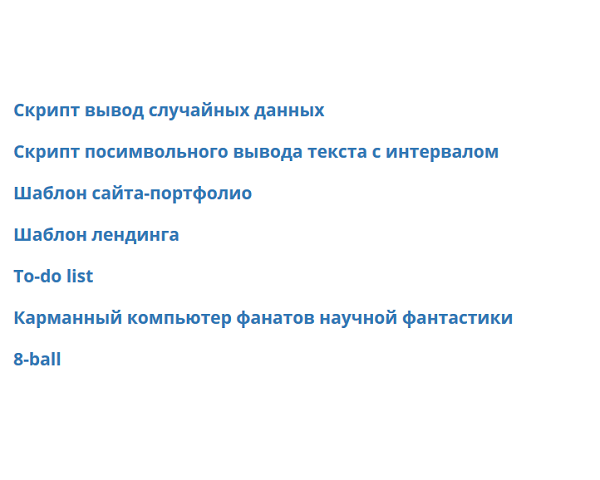 Скрипт вывод случайных данных
Скрипт посимвольного вывода текста с интервалом
Шаблон сайта-портфолио
Шаблон лендинга
To-do list
Карманный компьютер фанатов научной фантастики
8-ball